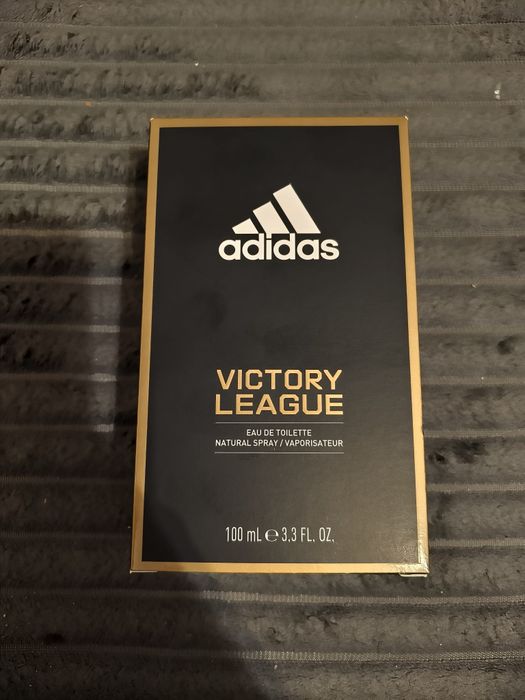 adidas
VICTORY
LEAGUE
EAU DE TOILETTE
NATURAL SPRAY / VAPORISATEUR
100 mL ℮ 3.3 FL. OZ.